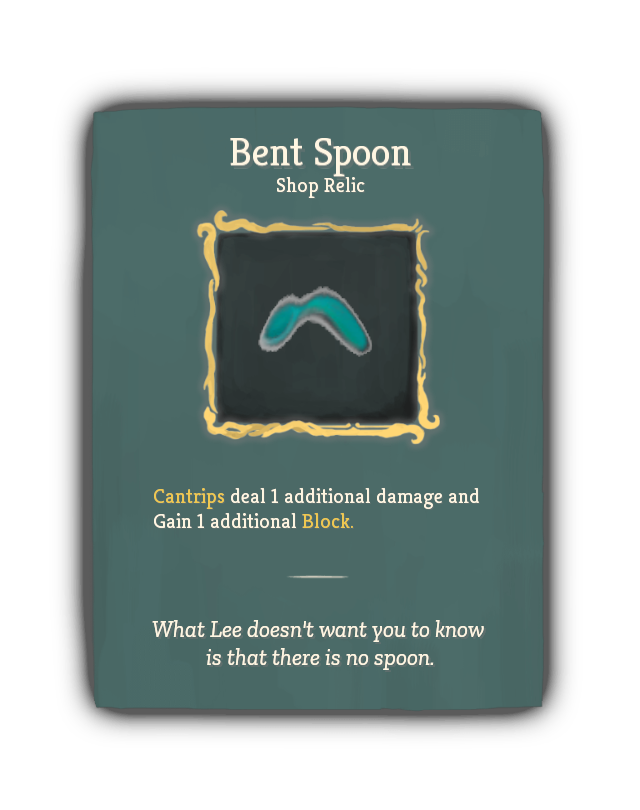 Bent Spoon
Shop Relic
Cantrips deal 1 additional damage and
Gain 1 additional Block.
What Lee doesn't want you to know
is that there is no spoon.